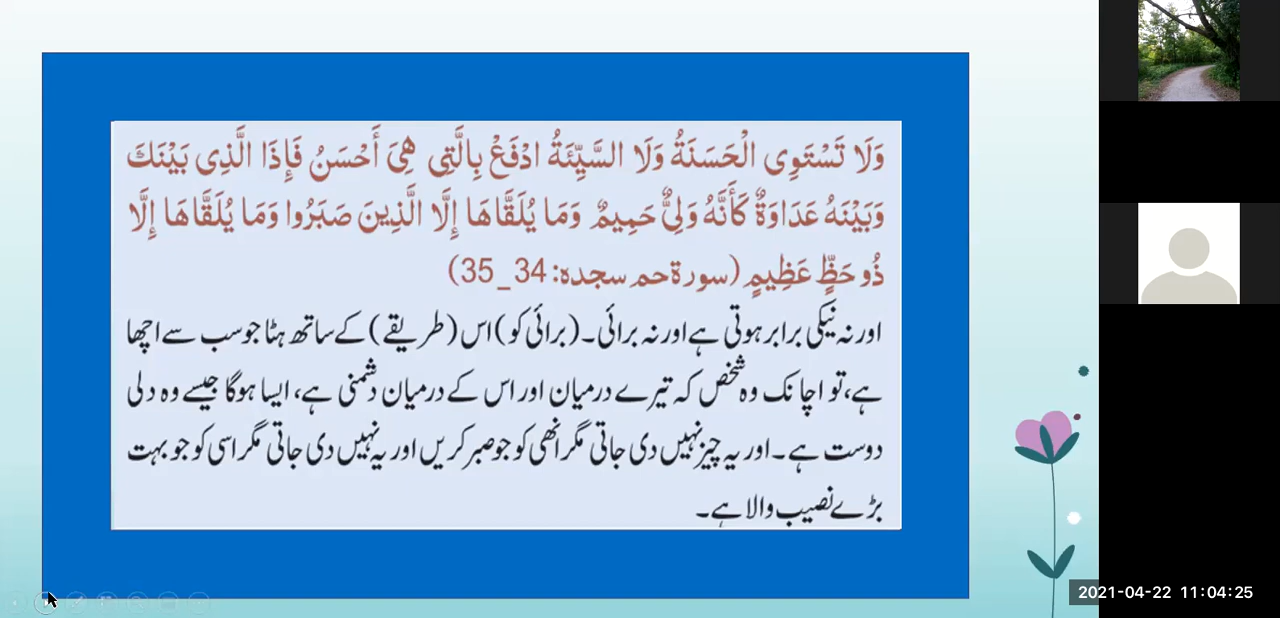 وَلَا تَسْتَوِی الْحَسَنَةُ وَلَا السَّيِّئَةُ ادْفَعْ بِالَّتِی هِیَ أَحْسَنُ فَإِذَا الَّذِی بَيْنَكَ
وَبَيْنَهُ عَدَاوَةٌ كَأَنَّهُ وَلِیٌّ حَمِيمٌ وَمَا يُلَقَّاهَا إِلَّا الَّذِينَ صَبَرُوا وَمَا يُلَقَّاهَا إِلَّا
ذُو حَظٍّ عَظِيمٍ (سورة حم سجده: 34_35)
اور نہ نیکی برابر ہوتی ہے اور نہ برائی۔ (برائی کو) اس (طریقے) کے ساتھ ہٹا جو سب سے اچھا
ہے، تو اچانک وہ شخص کہ تیرے درمیان اور اس کے درمیان دشمنی ہے، ایسا ہوگا جیسے وہ دلی
دوست ہے۔ اور یہ چیز نہیں دی جاتی مگر انھی کو جو صبر کریں اور یہ نہیں دی جاتی مگر اسی کو جو بہت
بڑے نصیب والا ہے۔
2021-04-22 11:04:25